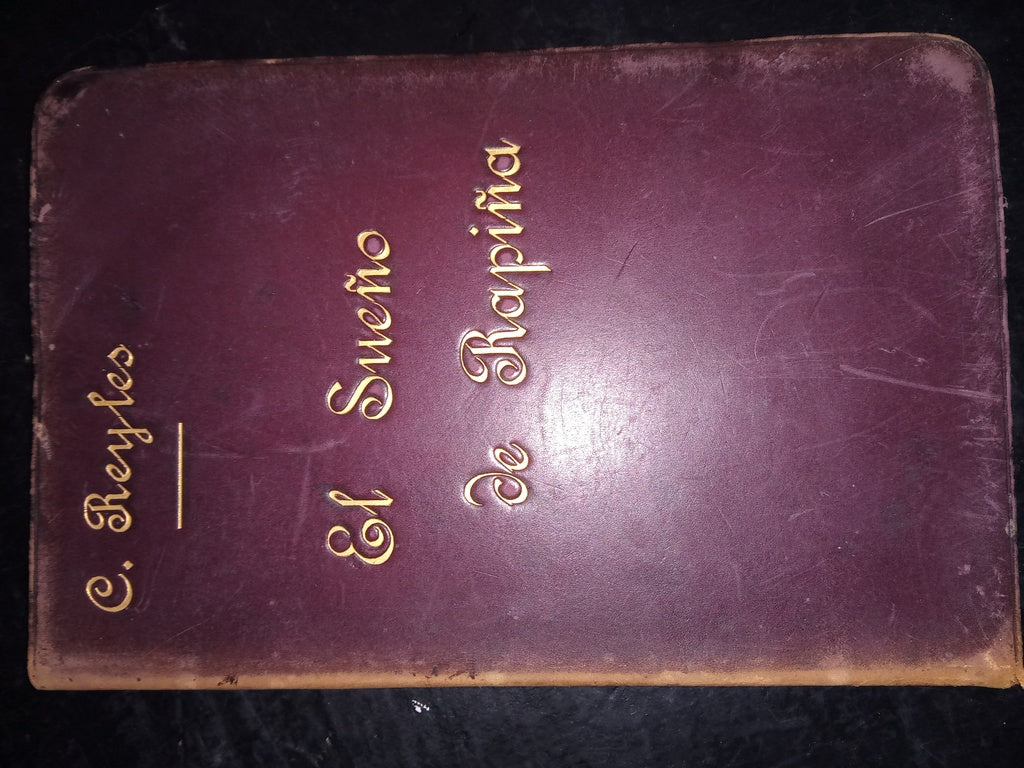 C. Reyles
El Sueño
de Rapiña